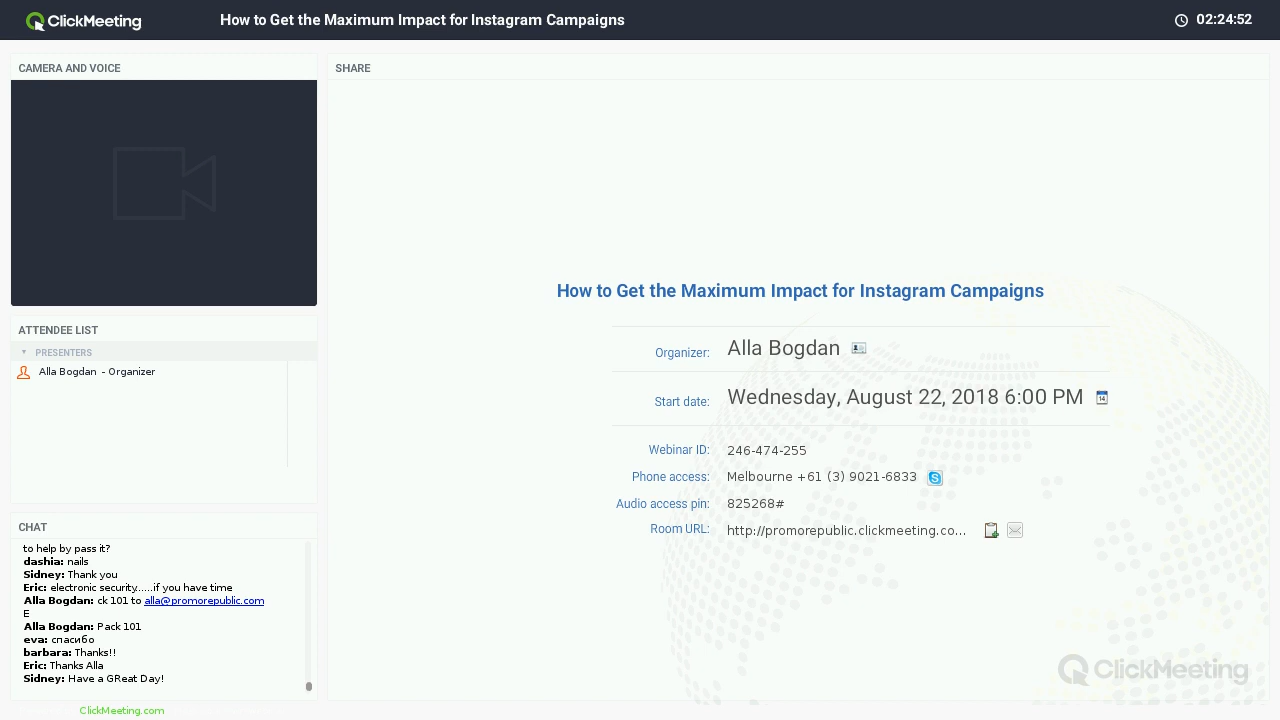 ClickMeeting
How to Get the Maximum Impact for Instagram Campaigns
02:24:52
CAMERA AND VOICE
ATTENDEE LIST
PRESENTERS
Alla Bogdan - Organizer
CHAT
to help by pass it?
dashia: nails
Sidney: Thank you
Eric: electronic security.....if you have time
Alla Bogdan: ck 101 to alla@promorepublic.com
E
Alla Bogdan: Pack 101
eva: спасибо
barbara: Thanks!!
Eric: Thanks Alla
Sidney: Have a GReat Day!
ClickMeeting.com
SHARE
How to Get the Maximum Impact for Instagram Campaigns
Organizer: Alla Bogdan
Start date: Wednesday, August 22, 2018 6:00 PM
14
Webinar ID: 246-474-255
Phone access: Melbourne +61 (3) 9021-6833
Audio access pin: 825268#
Room URL: http://promorepublic.clickmeeting.co...
ClickMeeting